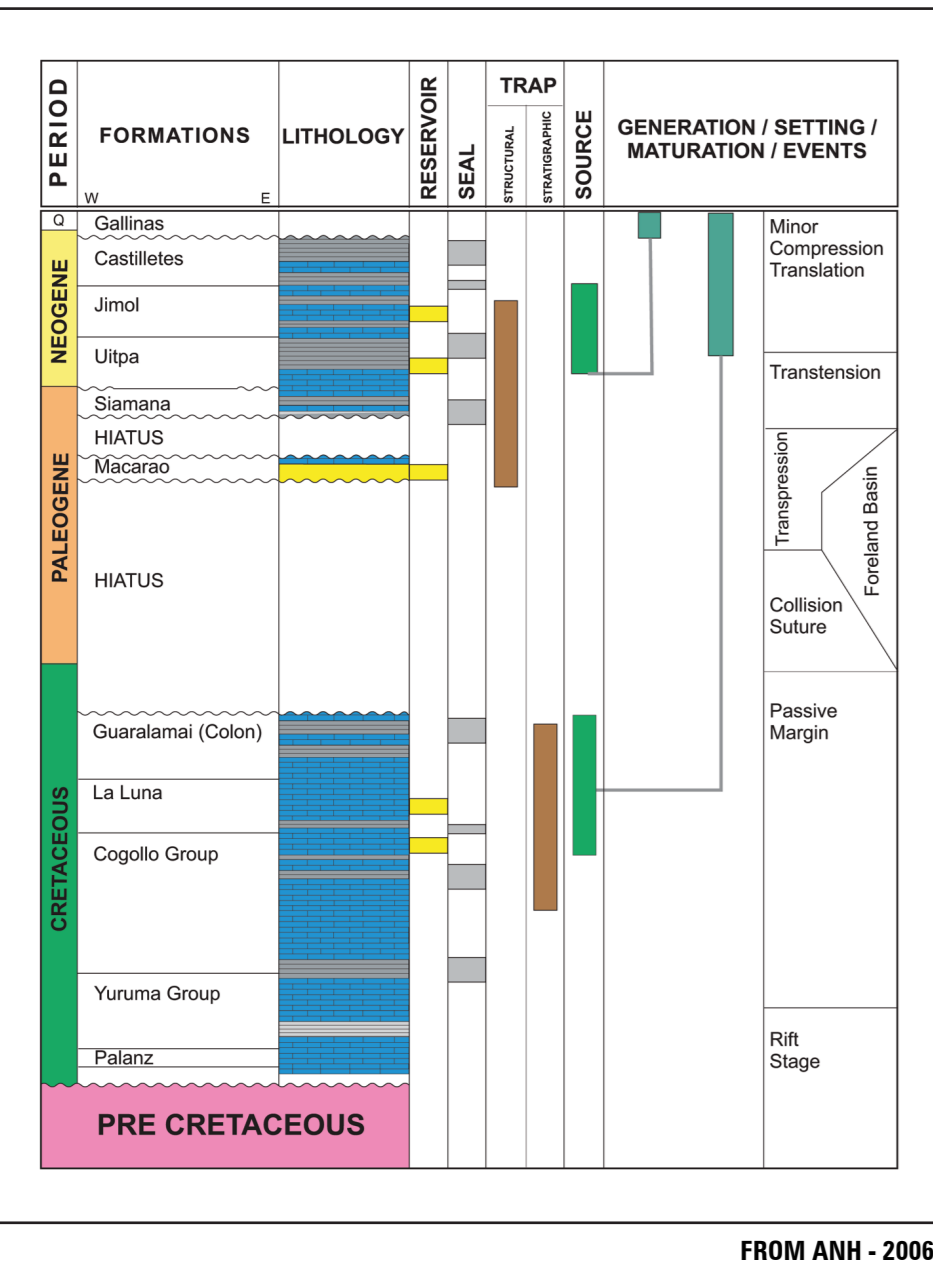 PERIOD
FORMATIONS
W
E
LITHOLOGY
RESERVOIR
SEAL
TRAP
STRUCTURAL
STRATIGRAPHIC
SOURCE
GENERATION / SETTING /
MATURATION / EVENTS
Q
NEOGENE
PALEOGENE
CRETACEOUS
Gallinas
Castilletes
Jimol
Uitpa
Siamana
HIATUS
Macarao
HIATUS
Guaralamai (Colon)
La Luna
Cogollo Group
Yuruma Group
Palanz
PRE CRETACEOUS
Minor
Compression
Translation
Transtension
Transpression
Foreland Basin
Collision
Suture
Passive
Margin
Rift
Stage
FROM ANH - 2006